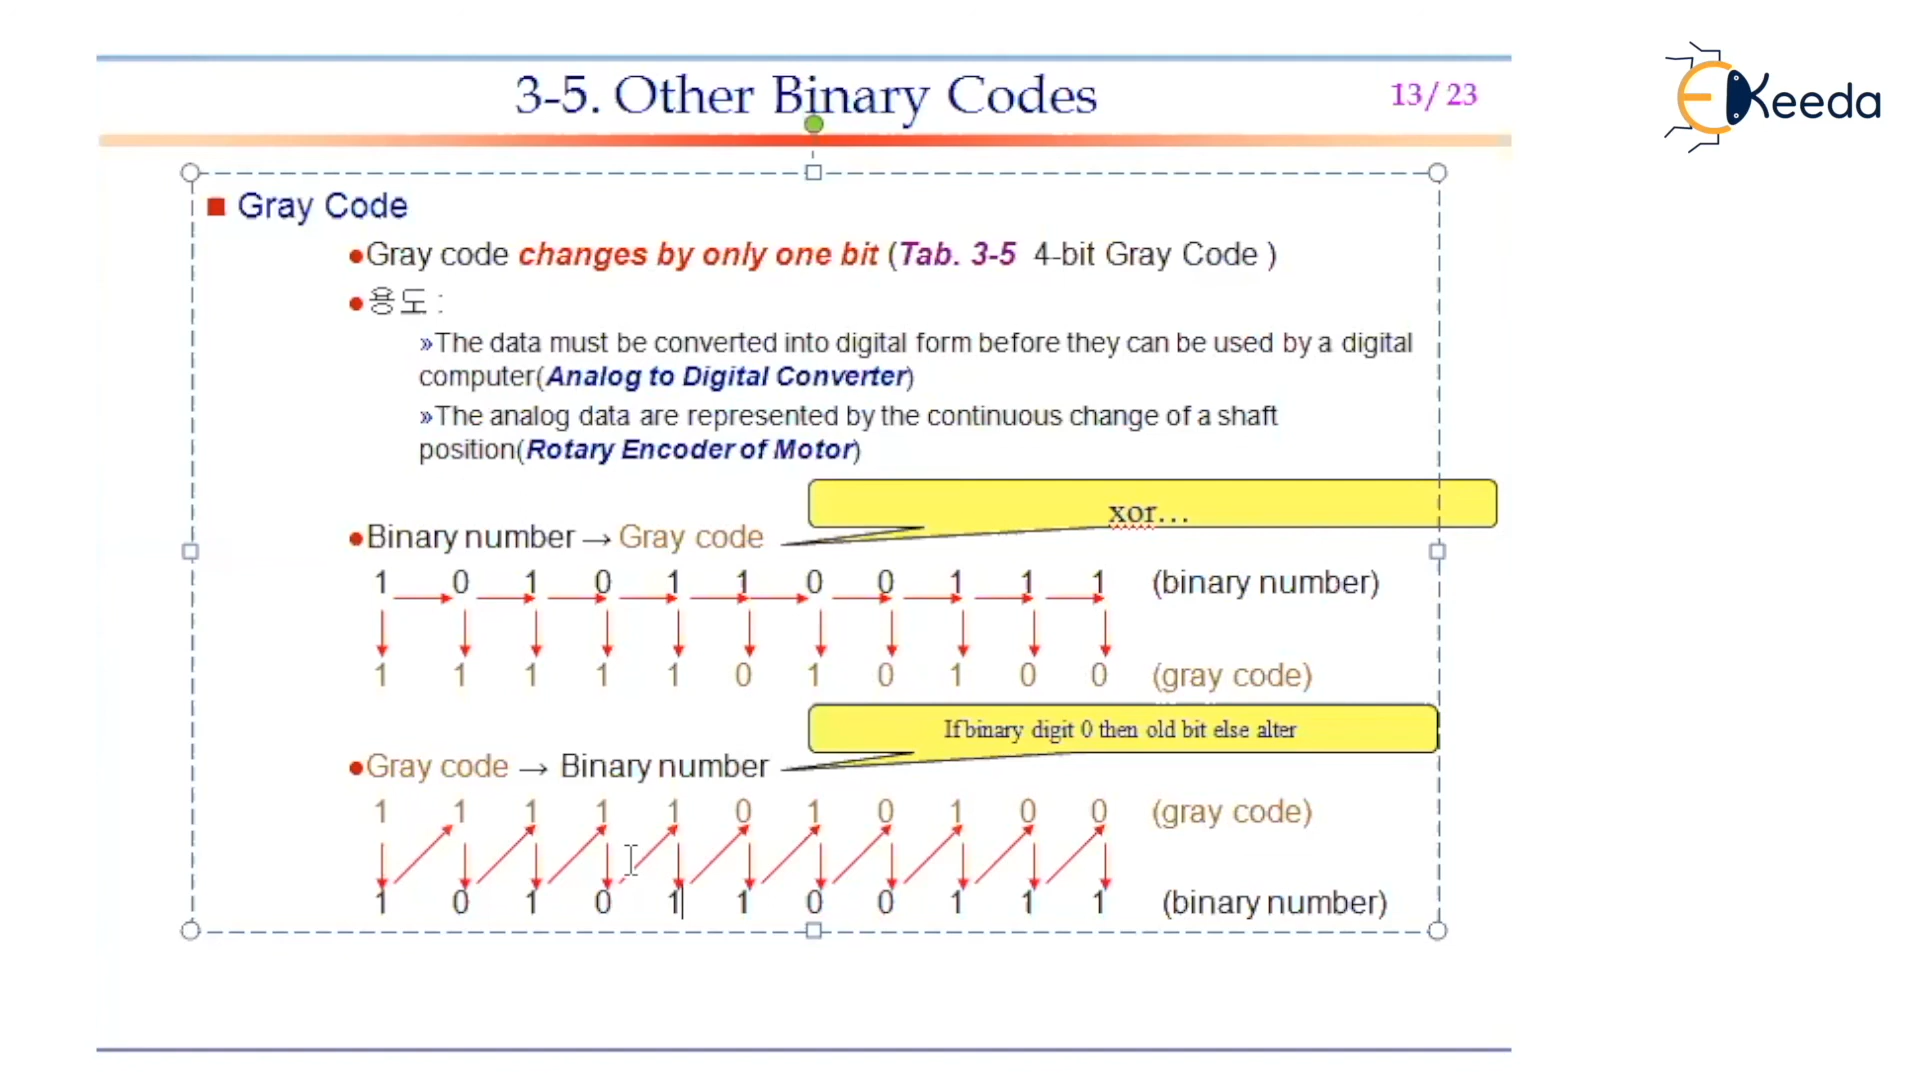 3-5. Other Binary Codes
13/ 23
Keeda
Gray Code
Gray code changes by only one bit (Tab. 3-5 4-bit Gray Code )
용도 :
»The data must be converted into digital form before they can be used by a digital
computer(Analog to Digital Converter)
»The analog data are represented by the continuous change of a shaft
position(Rotary Encoder of Motor)
xor…
Binary number → Gray code
1 0 1 0 1 1 0 0 1 1 1 (binary number)
1 1 1 1 1 0 1 0 1 0 0 (gray code)
If binary digit 0 then old bit else alter
Gray code → Binary number
1 1 1 1 1 0 1 0 1 0 0 (gray code)
1 0 1 0 1 1 0 0 1 1 1 (binary number)